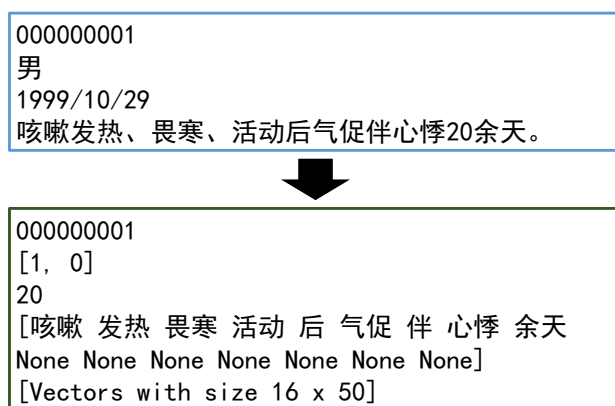 000000001
男
1999/10/29
咳嗽发热、畏寒、活动后气促伴心悸20余天。
000000001
[1, 0]
20
[咳嗽 发热 畏寒 活动 后 气促 伴 心悸 余天
None None None None None None None]
[Vectors with size 16 x 50]